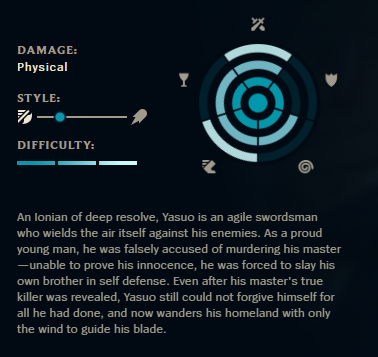 DAMAGE:
Physical
STYLE:
DIFFICULTY:
An Ionian of deep resolve, Yasuo is an agile swordsman
who wields the air itself against his enemies. As a proud
young man, he was falsely accused of murdering his master
—unable to prove his innocence, he was forced to slay his
own brother in self defense. Even after his master's true
killer was revealed, Yasuo still could not forgive himself for
all he had done, and now wanders his homeland with only
the wind to guide his blade.